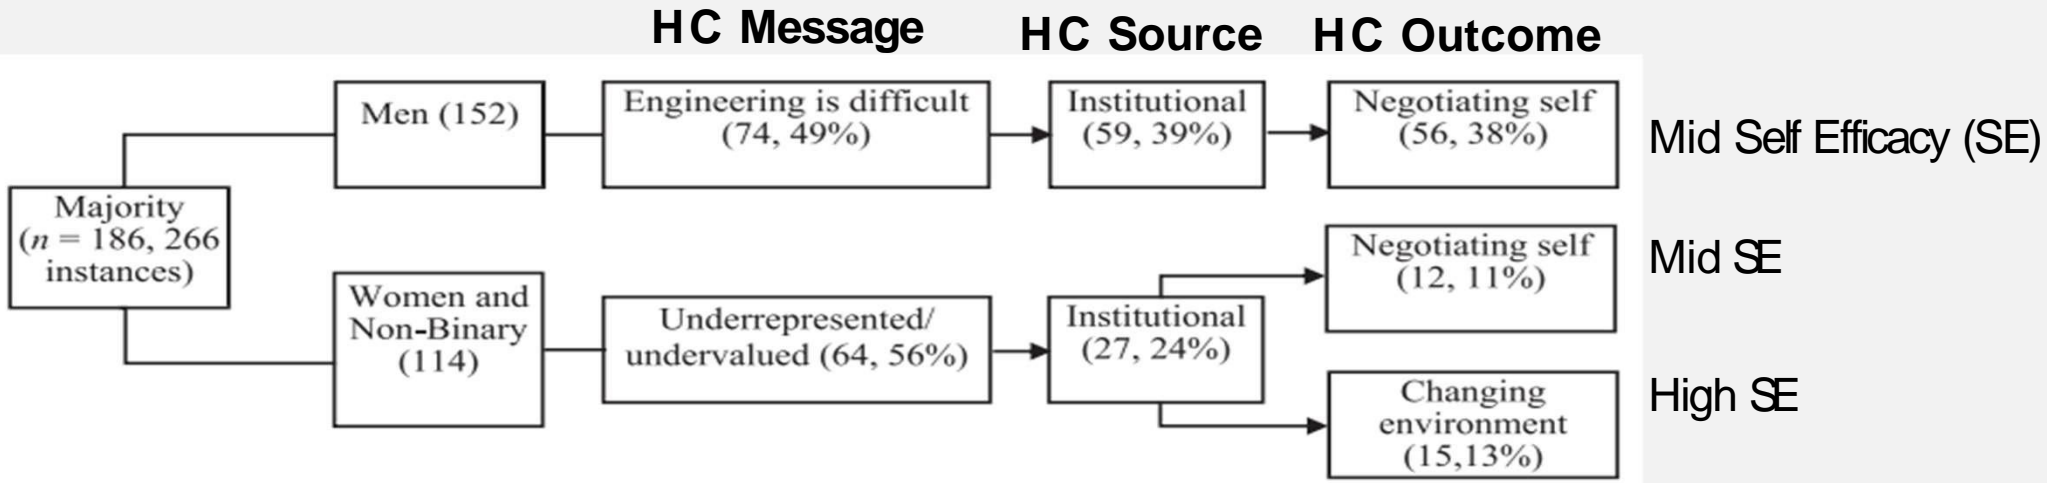 HC Message
HC Source
HC Outcome
Majority
(n = 186, 266
instances)
Men (152)
Engineering is difficult
(74, 49%)
Institutional
(59, 39%)
Negotiating self
(56, 38%)
Mid Self Efficacy (SE)
Women and
Non-Binary
(114)
Underrepresented/
undervalued (64, 56%)
Institutional
(27, 24%)
Negotiating self
(12, 11%)
Mid SE
Changing
environment
(15,13%)
High SE